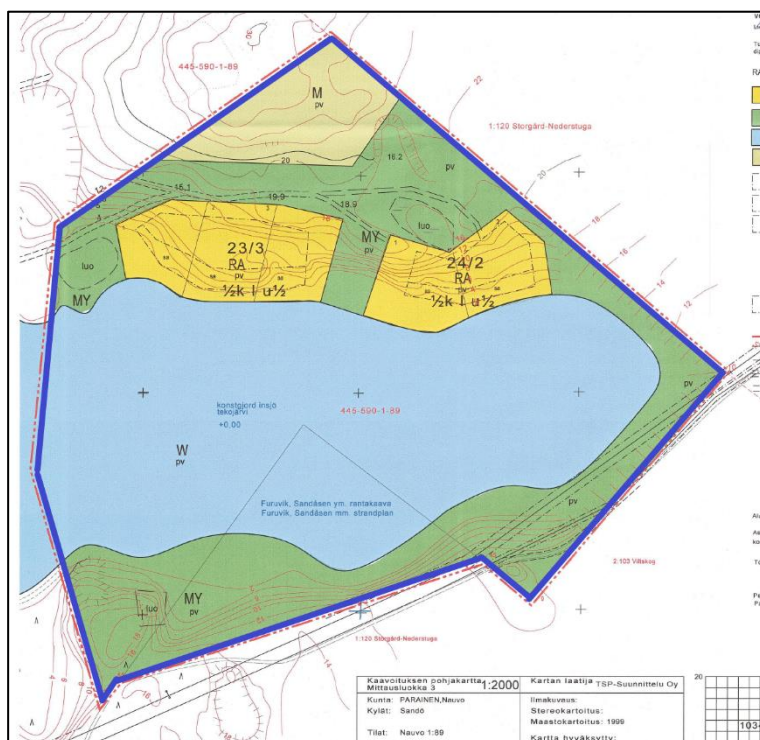 445-590-1-89
M
pv
1:120 Storgård-Nederstuga
RA
20
22
20
18
16
14
12
16.2
pv
15.1
19.9
18.9
luo
luo
MY
pv
MY
23/3
RA
pv
½k I u½
24/2
RA
pv
½k I u½
pv
konstgjord insjö
tekojärvi
+0.00
445-590-1-89
W
pv
Furuvik, Sandåsen ym. rantakaava
Furuvik, Sandåsen mm. strandplan
pv
2:103 Villskog
luo
MY
pv
1:120 Storgård-Nederstuga
Kaavoituksen pohjakartta 1:2000
Mittausluokka 3
Kunta: PARAINEN,Nauvo
Kylät: Sandö
Tilat: Nauvo 1:89
Kartan laatija TSP-Suunnittelu Oy
Ilmakuvaus:
Stereokartoitus:
Maastokartoitus: 1999
Kartta hyväksytty:
20